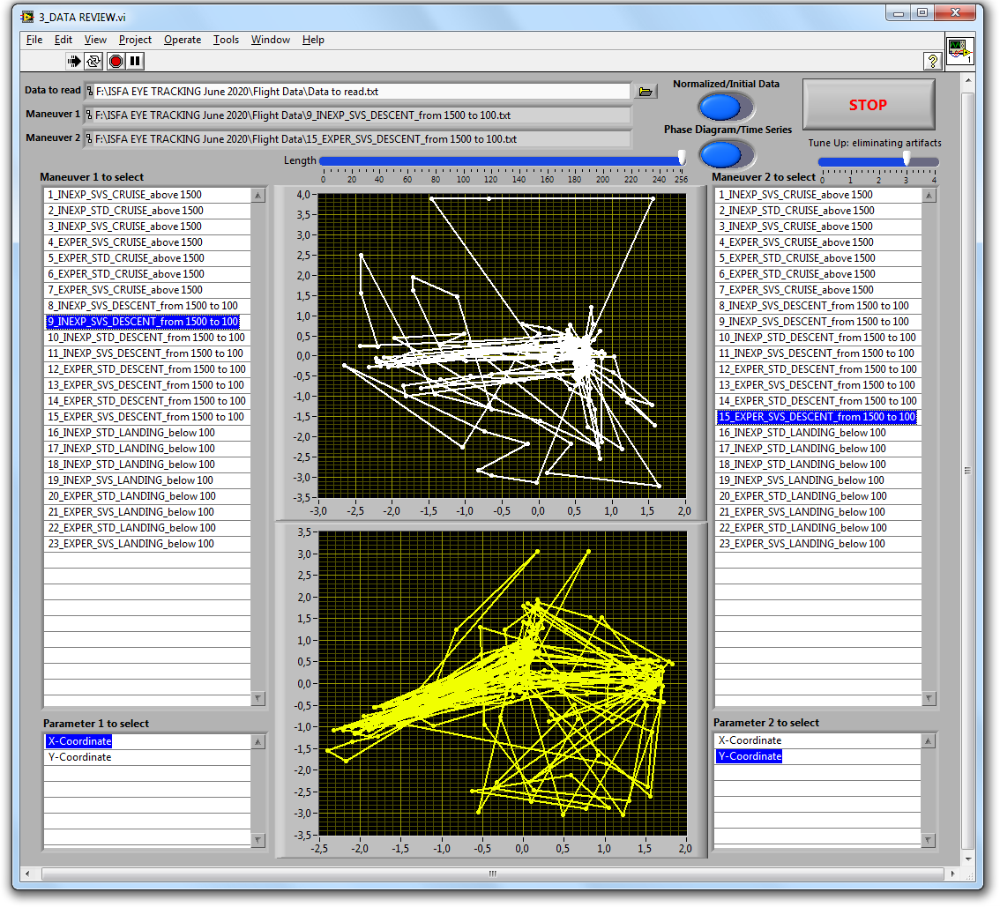 3_DATA REVIEW.vi
File Edit View Project Operate Tools Window Help
?
1
Data to read F:\ISFA EYE TRACKING June 2020\Flight Data\Data to read.txt
Maneuver 1 F:\ISFA EYE TRACKING June 2020\Flight Data\9_INEXP_SVS_DESCENT_from 1500 to 100.txt
Maneuver 2 F:\ISFA EYE TRACKING June 2020\Flight Data\15_EXPER_SVS_DESCENT_from 1500 to 100.txt
Normalized/Initial Data
Phase Diagram/Time Series
STOP
Tune Up: eliminating artifacts
0 1 2 3 4
Length
0 20 40 60 80 100 120 140 160 180 200 220 240 256
Maneuver 1 to select
1_INEXP_SVS_CRUISE_above 1500
2_INEXP_STD_CRUISE_above 1500
3_INEXP_SVS_CRUISE_above 1500
4_EXPER_SVS_CRUISE_above 1500
5_EXPER_STD_CRUISE_above 1500
6_EXPER_STD_CRUISE_above 1500
7_EXPER_SVS_CRUISE_above 1500
8_INEXP_SVS_DESCENT_from 1500 to 100
9_INEXP_SVS_DESCENT_from 1500 to 100
10_INEXP_STD_DESCENT_from 1500 to 100
11_INEXP_SVS_DESCENT_from 1500 to 100
12_EXPER_STD_DESCENT_from 1500 to 100
13_EXPER_SVS_DESCENT_from 1500 to 100
14_EXPER_STD_DESCENT_from 1500 to 100
15_EXPER_SVS_DESCENT_from 1500 to 100
16_INEXP_STD_LANDING_below 100
17_INEXP_STD_LANDING_below 100
18_INEXP_STD_LANDING_below 100
19_INEXP_SVS_LANDING_below 100
20_EXPER_STD_LANDING_below 100
21_EXPER_SVS_LANDING_below 100
22_EXPER_STD_LANDING_below 100
23_EXPER_SVS_LANDING_below 100
4,0
3,5
3,0
2,5
2,0
1,5
1,0
0,5
0,0
-0,5
-1,0
-1,5
-2,0
-2,5
-3,0
-3,5
-3,0 -2,5 -2,0 -1,5 -1,0 -0,5 0,0 0,5 1,0 1,5 2,0
3,5
3,0
2,5
2,0
1,5
1,0
0,5
0,0
-0,5
-1,0
-1,5
-2,0
-2,5
-3,0
-3,5
-2,5 -2,0 -1,5 -1,0 -0,5 0,0 0,5 1,0 1,5 2,0
Maneuver 2 to select
1_INEXP_SVS_CRUISE_above 1500
2_INEXP_STD_CRUISE_above 1500
3_INEXP_SVS_CRUISE_above 1500
4_EXPER_SVS_CRUISE_above 1500
5_EXPER_STD_CRUISE_above 1500
6_EXPER_STD_CRUISE_above 1500
7_EXPER_SVS_CRUISE_above 1500
8_INEXP_SVS_DESCENT_from 1500 to 100
9_INEXP_SVS_DESCENT_from 1500 to 100
10_INEXP_STD_DESCENT_from 1500 to 100
11_INEXP_SVS_DESCENT_from 1500 to 100
12_EXPER_STD_DESCENT_from 1500 to 100
13_EXPER_SVS_DESCENT_from 1500 to 100
14_EXPER_STD_DESCENT_from 1500 to 100
15_EXPER_SVS_DESCENT_from 1500 to 100
16_INEXP_STD_LANDING_below 100
17_INEXP_STD_LANDING_below 100
18_INEXP_STD_LANDING_below 100
19_INEXP_SVS_LANDING_below 100
20_EXPER_STD_LANDING_below 100
21_EXPER_SVS_LANDING_below 100
22_EXPER_STD_LANDING_below 100
23_EXPER_SVS_LANDING_below 100
Parameter 1 to select
X-Coordinate
Y-Coordinate
Parameter 2 to select
X-Coordinate
Y-Coordinate